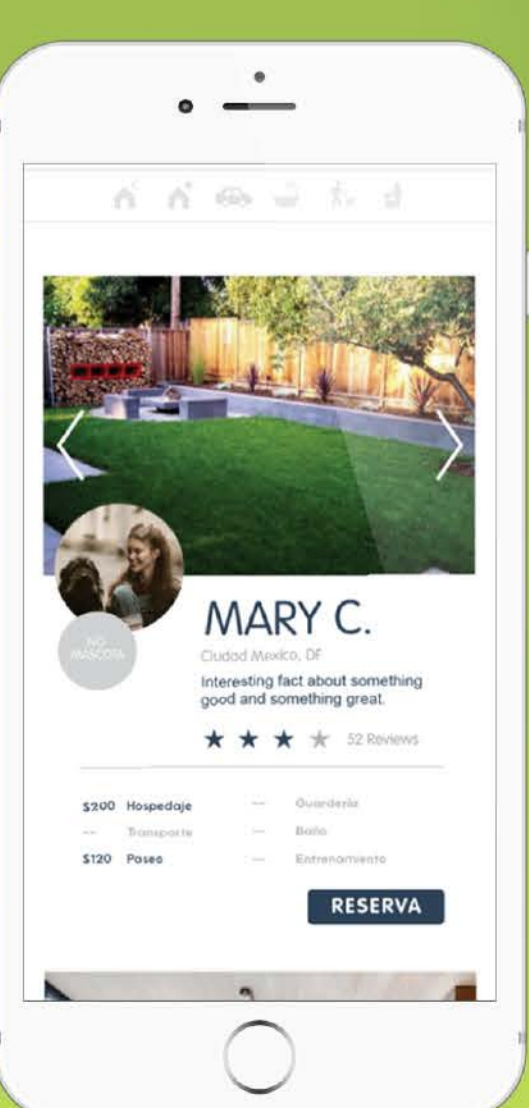 NO
MASCOTA
MARY C.
Ciudad Mexico, DF
Interesting fact about something
good and something great.
52 Reviews
$200 Hospedaje -- Guardería
-- Transporte -- Baño
$120 Paseo -- Entrenamiento
RESERVA